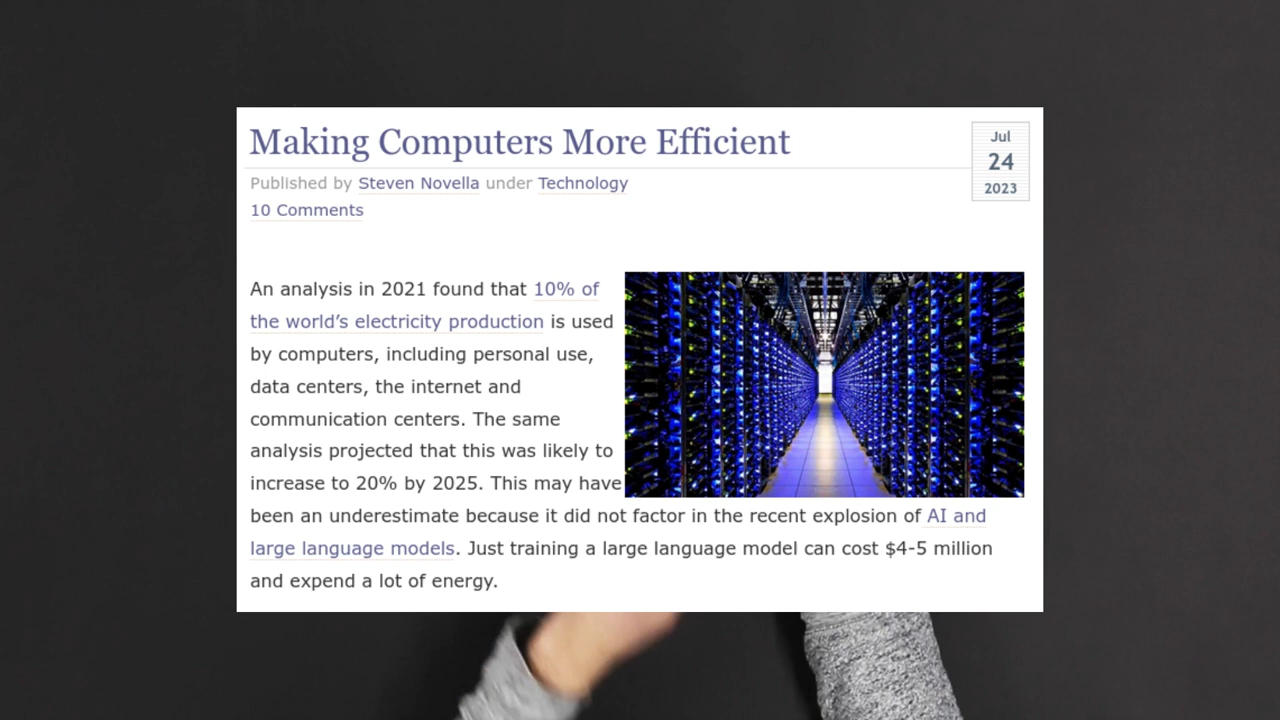 Making Computers More Efficient
Jul
24
2023
Published by Steven Novella under Technology
10 Comments
An analysis in 2021 found that 10% of
the world’s electricity production is used
by computers, including personal use,
data centers, the internet and
communication centers. The same
analysis projected that this was likely to
increase to 20% by 2025. This may have
been an underestimate because it did not factor in the recent explosion of AI and
large language models. Just training a large language model can cost $4-5 million
and expend a lot of energy.